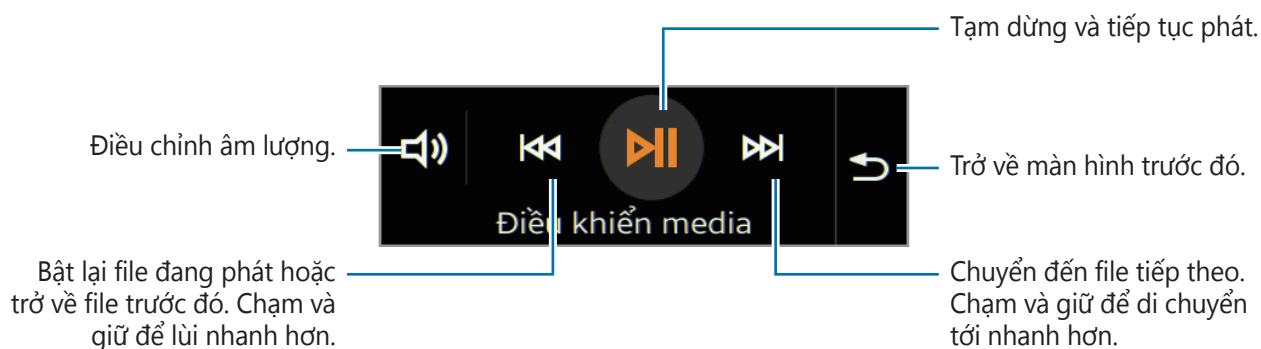 Tạm dừng và tiếp tục phát.
Điều chỉnh âm lượng.
Trở về màn hình trước đó.
Điều khiển media
Bật lại file đang phát hoặc
trở về file trước đó. Chạm và
giữ để lùi nhanh hơn.
Chuyển đến file tiếp theo.
Chạm và giữ để di chuyển
tới nhanh hơn.